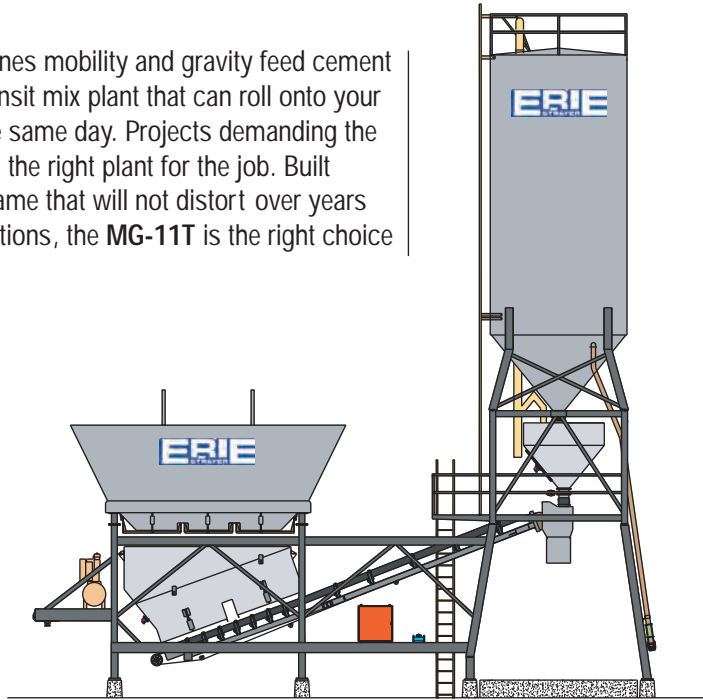 nes mobility and gravity feed cement
nsit mix plant that can roll onto your
e same day. Projects demanding the
the right plant for the job. Built
ame that will not distort over years
tions, the MG-11T is the right choice
ERIE
ERIE